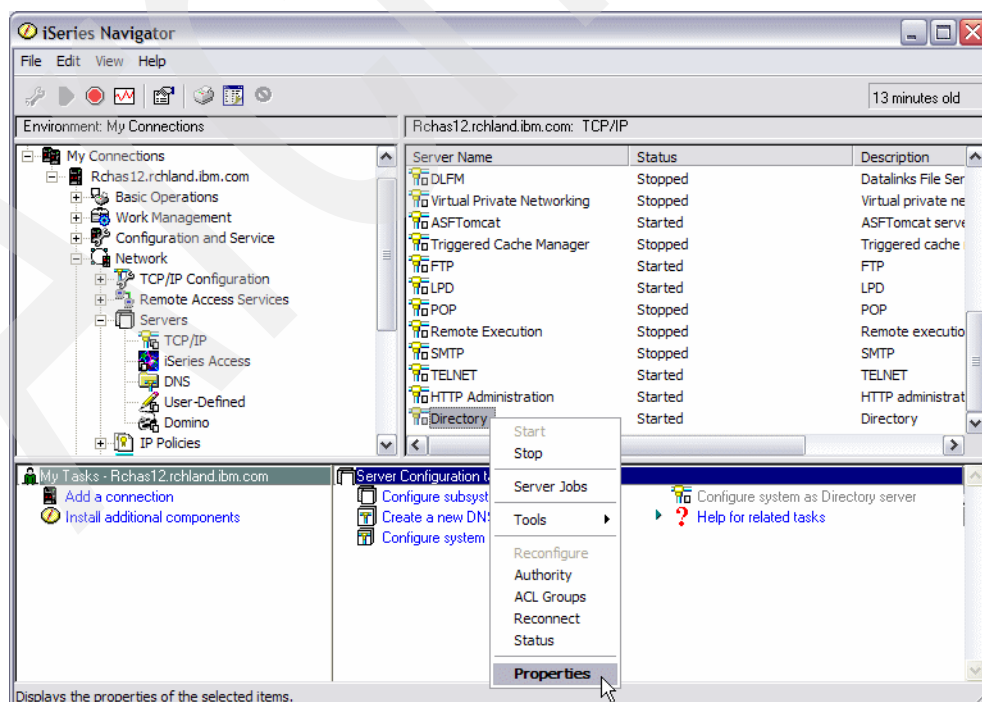 iSeries Navigator
File Edit View Help
13 minutes old
Environment: My Connections
Rchas12.rchland.ibm.com: TCP/IP
My Connections
Rchas12.rchland.ibm.com
Basic Operations
Work Management
Configuration and Service
Network
TCP/IP Configuration
Remote Access Services
Servers
TCP/IP
iSeries Access
DNS
User-Defined
Domino
IP Policies
Server Name Status Description
DLFM Stopped Datalinks File Ser
Virtual Private Networking Stopped Virtual private ne
ASFTomcat Started ASFTomcat serve
Triggered Cache Manager Stopped Triggered cache
FTP Started FTP
LPD Started LPD
POP Stopped POP
Remote Execution Stopped Remote executio
SMTP Stopped SMTP
TELNET Started TELNET
HTTP Administration Started HTTP administrat
Directory Started Directory
Start
Stop
Server Jobs
Tools
Reconfigure
Authority
ACL Groups
Reconnect
Status
Properties
My Tasks - Rchas12.rchland.ibm.com
Add a connection
Install additional components
Server Configuration t
Configure subsyst
Create a new DNS
Configure system
Configure system as Directory server
Help for related tasks
Displays the properties of the selected items.